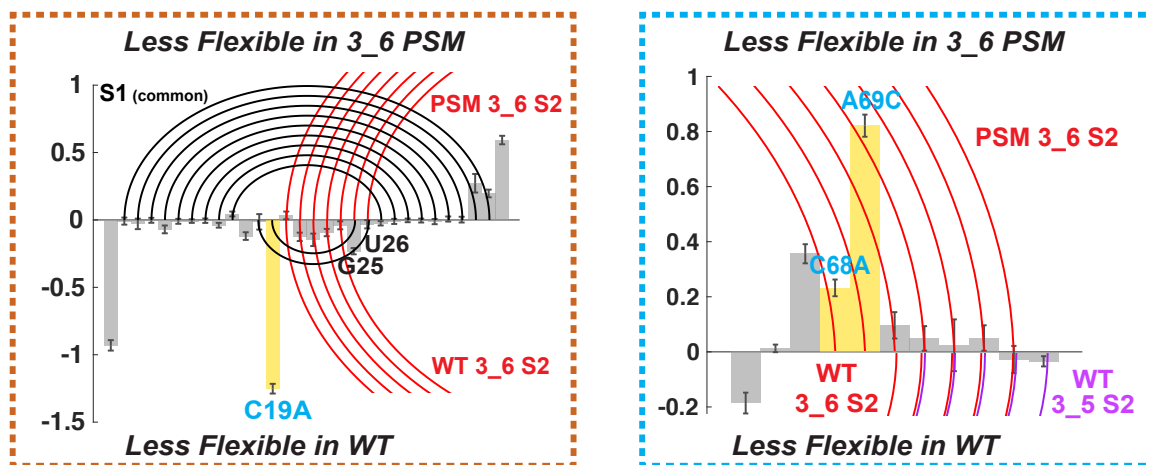 Less Flexible in 3_6 PSM
1
S1 (common)
PSM 3_6 S2
0.5
0
U26
G25
-0.5
-1
WT 3_6 S2
C19A
-1.5
Less Flexible in WT
Less Flexible in 3_6 PSM
1
A69C
0.8
PSM 3_6 S2
0.6
0.4
C68A
0.2
0
WT
3_6 S2
WT
3_5 S2
-0.2
Less Flexible in WT